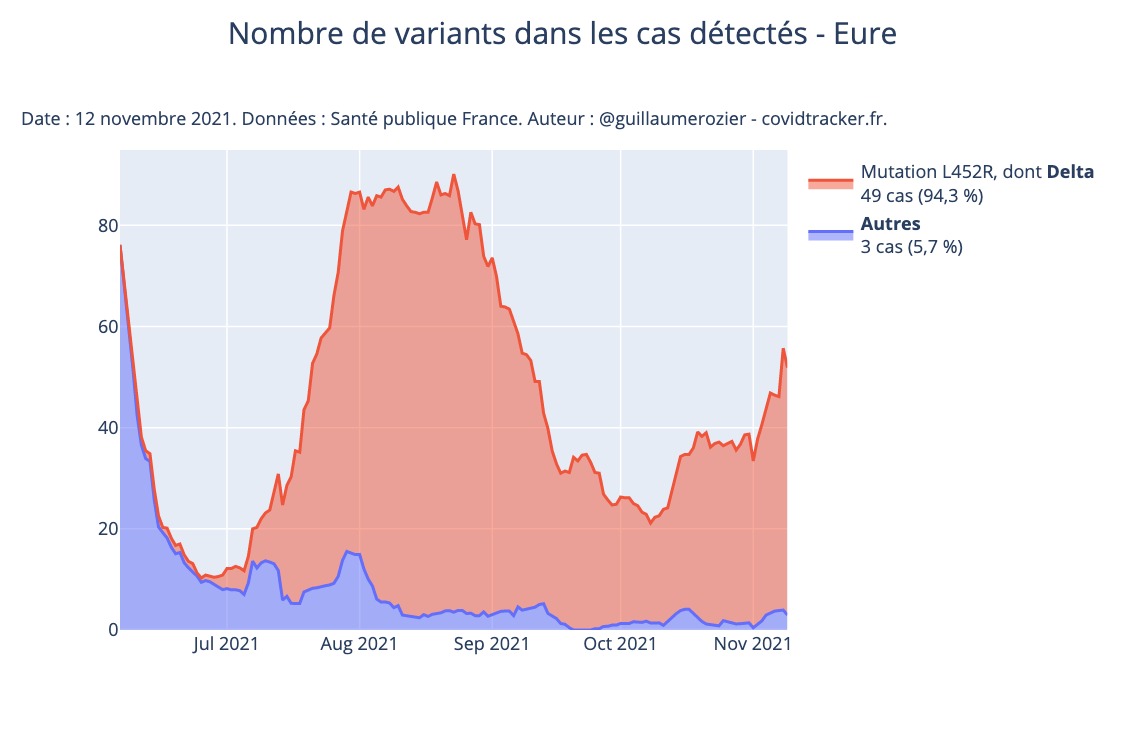 Nombre de variants dans les cas détectés - Eure
Date : 12 novembre 2021. Données : Santé publique France. Auteur : @guillaumerozier - covidtracker.fr.
Mutation L452R, dont Delta
49 cas (94,3 %)
Autres
3 cas (5,7 %)
80
60
40
20
0
Jul 2021
Aug 2021
Sep 2021
Oct 2021
Nov 2021